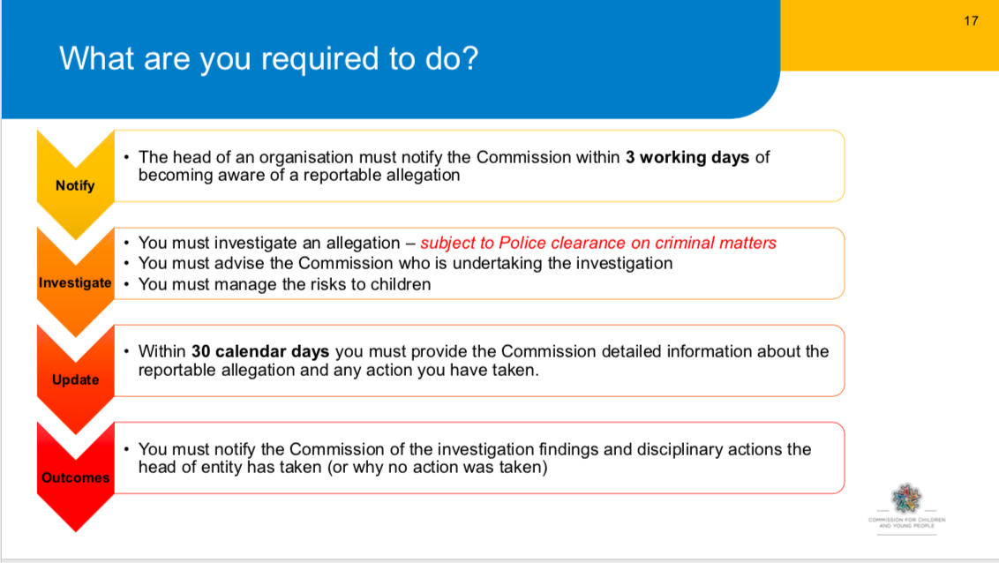 17
What are you required to do?
Notify
• The head of an organisation must notify the Commission within 3 working days of
becoming aware of a reportable allegation
Investigate
• You must investigate an allegation – subject to Police clearance on criminal matters
• You must advise the Commission who is undertaking the investigation
• You must manage the risks to children
Update
• Within 30 calendar days you must provide the Commission detailed information about the
reportable allegation and any action you have taken.
Outcomes
• You must notify the Commission of the investigation findings and disciplinary actions the
head of entity has taken (or why no action was taken)
COMMISSION FOR CHILDREN
AND YOUNG PEOPLE